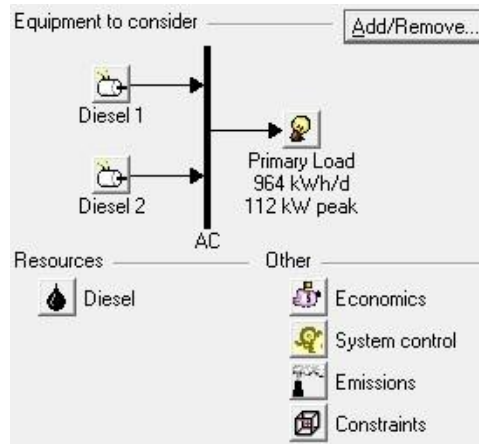 Equipment to consider
Add/Remove...
Diesel 1
Diesel 2
Primary Load
964 kWh/d
112 kW peak
AC
Resources
Other
Diesel
Economics
System control
Emissions
Constraints